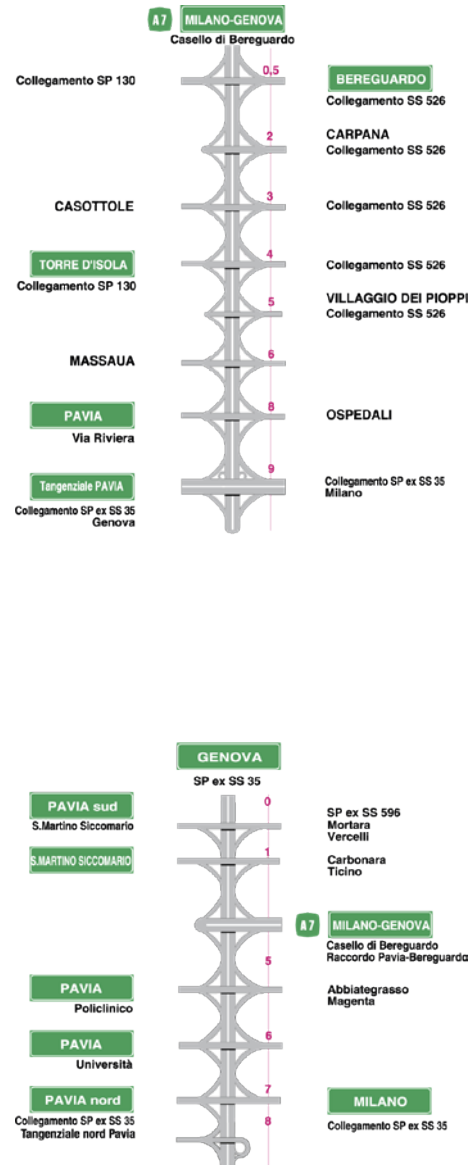 A7 MILANO-GENOVA
Casello di Bereguardo
0,5
Collegamento SP 130
BEREGUARDO
Collegamento SS 526
2
CARPANA
Collegamento SS 526
3
CASOTTOLE
Collegamento SS 526
4
TORRE D'ISOLA
Collegamento SP 130
Collegamento SS 526
5
VILLAGGIO DEI PIOPPI
Collegamento SS 526
6
MASSAUA
8
PAVIA
Via Riviera
OSPEDALI
9
Tangenziale PAVIA
Collegamento SP ex SS 35
Genova
Collegamento SP ex SS 35
Milano
GENOVA
SP ex SS 35
0
PAVIA sud
S.Martino Siccomario
SP ex SS 596
Mortara
Vercelli
1
S.MARTINO SICCOMARIO
Carbonara
Ticino
A7 MILANO-GENOVA
Casello di Bereguardo
Raccordo Pavia-Bereguardo
5
PAVIA
Policlinico
Abbiategrasso
Magenta
6
PAVIA
Università
7
PAVIA nord
Collegamento SP ex SS 35
Tangenziale nord Pavia
MILANO
Collegamento SP ex SS 35
8